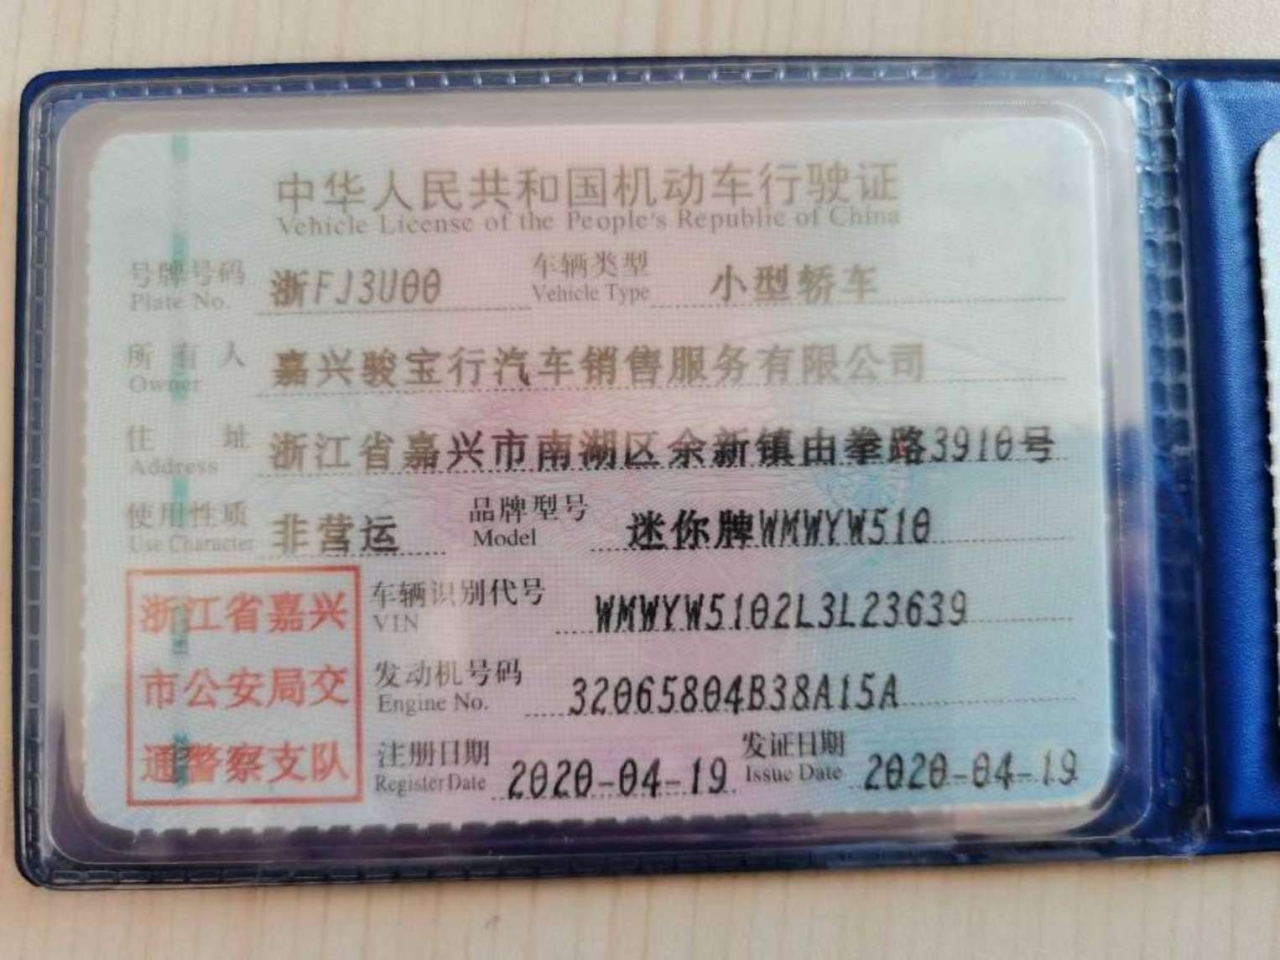 中华人民共和国机动车行驶证
Vehicle License of the People's Republic of China
号牌号码 浙FJ3U00 车辆类型 小型轿车
Plate No. Vehicle Type
所有人 嘉兴骏宝行汽车销售服务有限公司
Owner
住址 浙江省嘉兴市南湖区余新镇由拳路3910号
Address
使用性质 非营运 品牌型号 迷你牌WMWYW510
Use Character Model
浙江省嘉兴
市公安局交
通警察支队
车辆识别代号 WMWYW5102L3L23639
VIN
发动机号码 32065804B38A15A
Engine No.
注册日期 2020-04-19 发证日期 2020-04-19
Register Date Issue Date